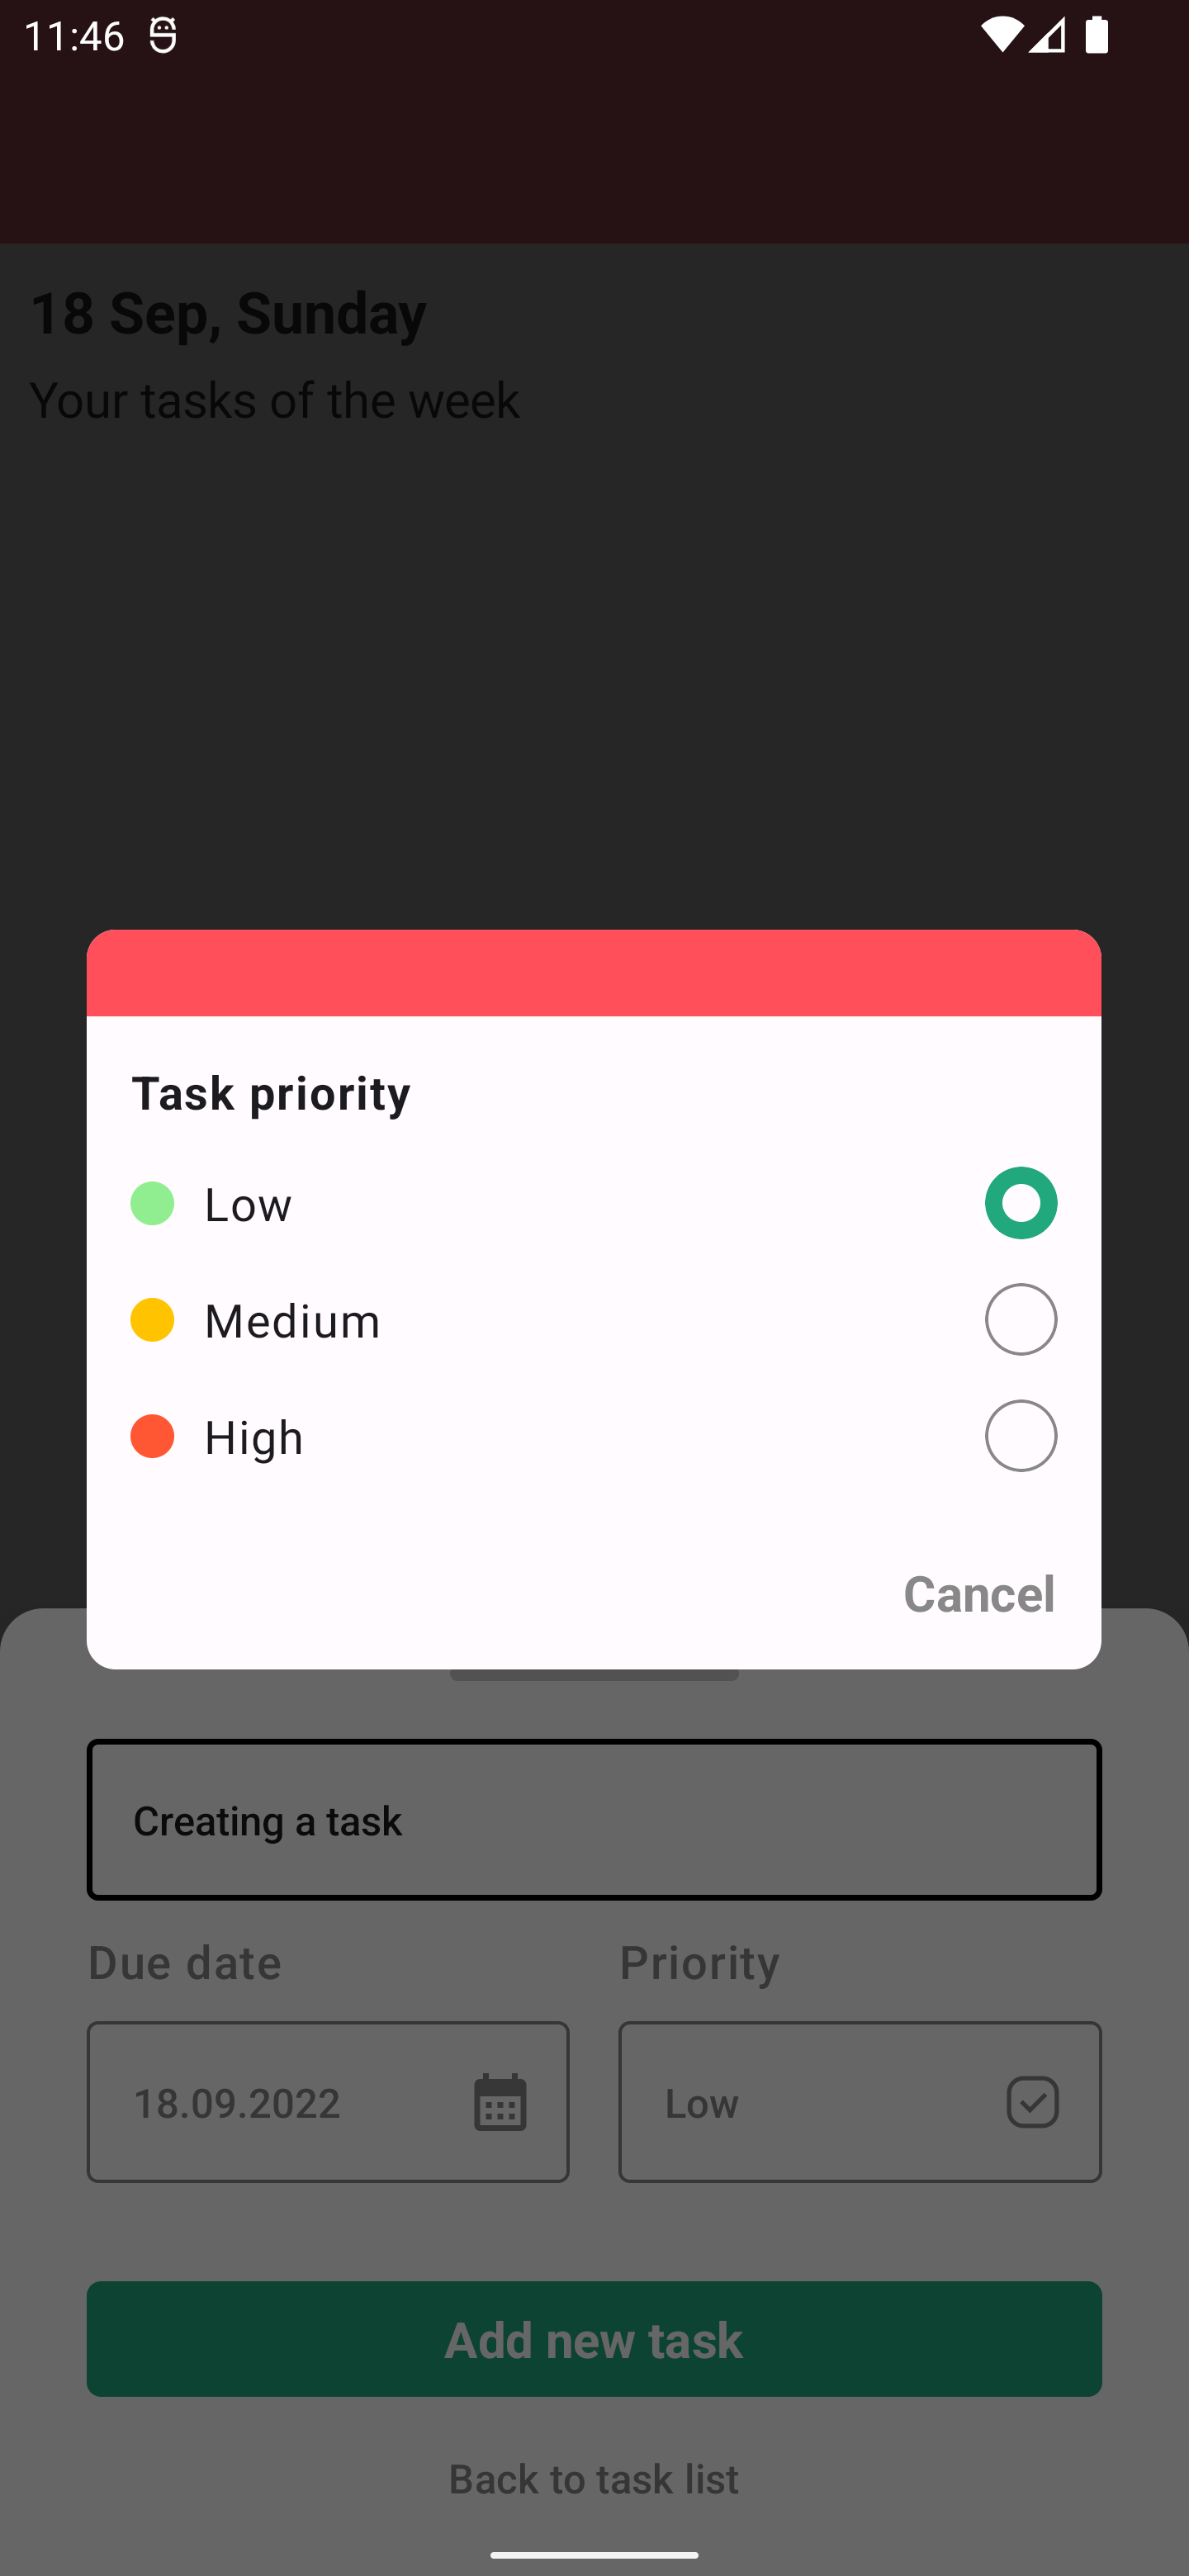 11:46
18 Sep, Sunday
Your tasks of the week
Task priority
Low
Medium
High
Cancel
Creating a task
Due date Priority
18.09.2022 Low
Add new task
Back to task list